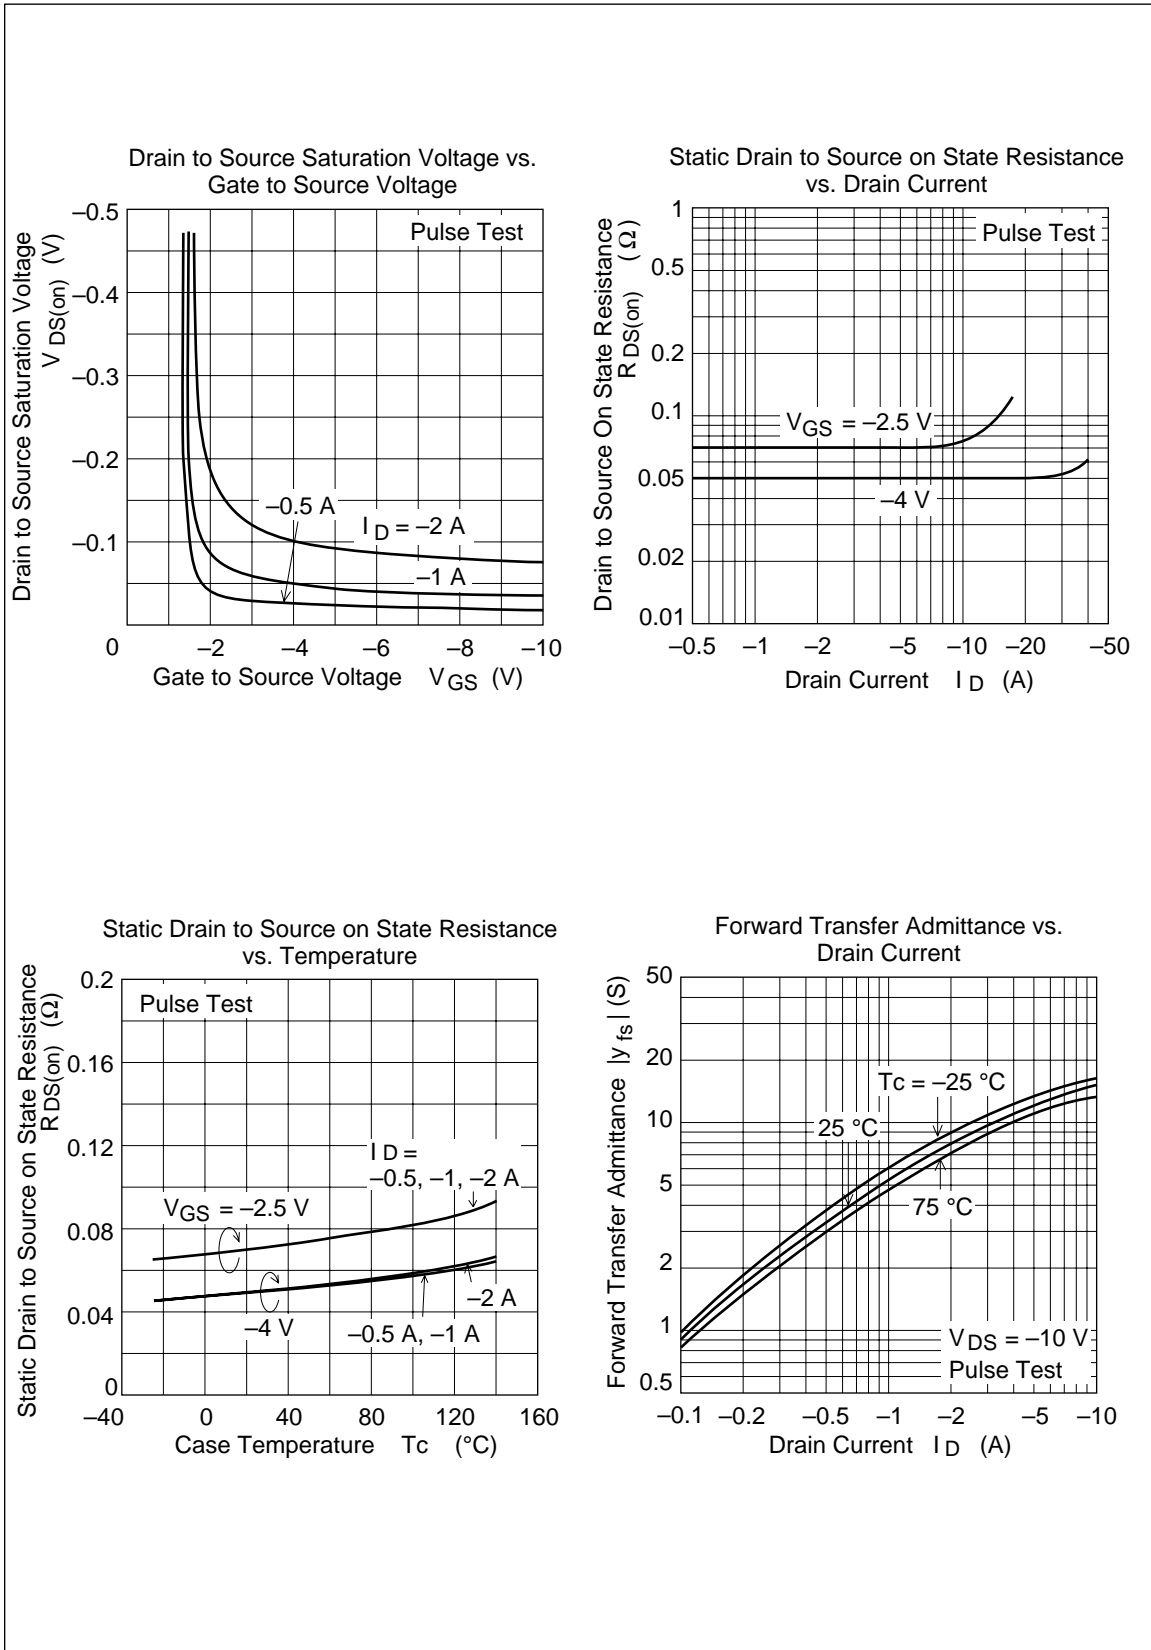 Drain to Source Saturation Voltage vs.
Gate to Source Voltage
Pulse Test
Drain to Source Saturation Voltage
V DS(on) (V)
–0.5
–0.4
–0.3
–0.2
–0.1
–0.5 A
I D = –2 A
–1 A
0 –2 –4 –6 –8 –10
Gate to Source Voltage V GS (V)
Static Drain to Source on State Resistance
vs. Drain Current
Pulse Test
Drain to Source On State Resistance
R DS(on) (Ω)
1
0.5
0.2
0.1
0.05
0.02
0.01
V GS = –2.5 V
–4 V
–0.5 –1 –2 –5 –10 –20 –50
Drain Current I D (A)
Static Drain to Source on State Resistance
vs. Temperature
Pulse Test
Static Drain to Source on State Resistance
R DS(on) (Ω)
0.2
0.16
0.12
0.08
0.04
0
I D =
–0.5, –1, –2 A
V GS = –2.5 V
–2 A
–4 V
–0.5 A, –1 A
–40 0 40 80 120 160
Case Temperature Tc (°C)
Forward Transfer Admittance vs.
Drain Current
Forward Transfer Admittance |y fs | (S)
50
20
10
5
2
1
0.5
Tc = –25 °C
25 °C
75 °C
V DS = –10 V
Pulse Test
–0.1 –0.2 –0.5 –1 –2 –5 –10
Drain Current I D (A)